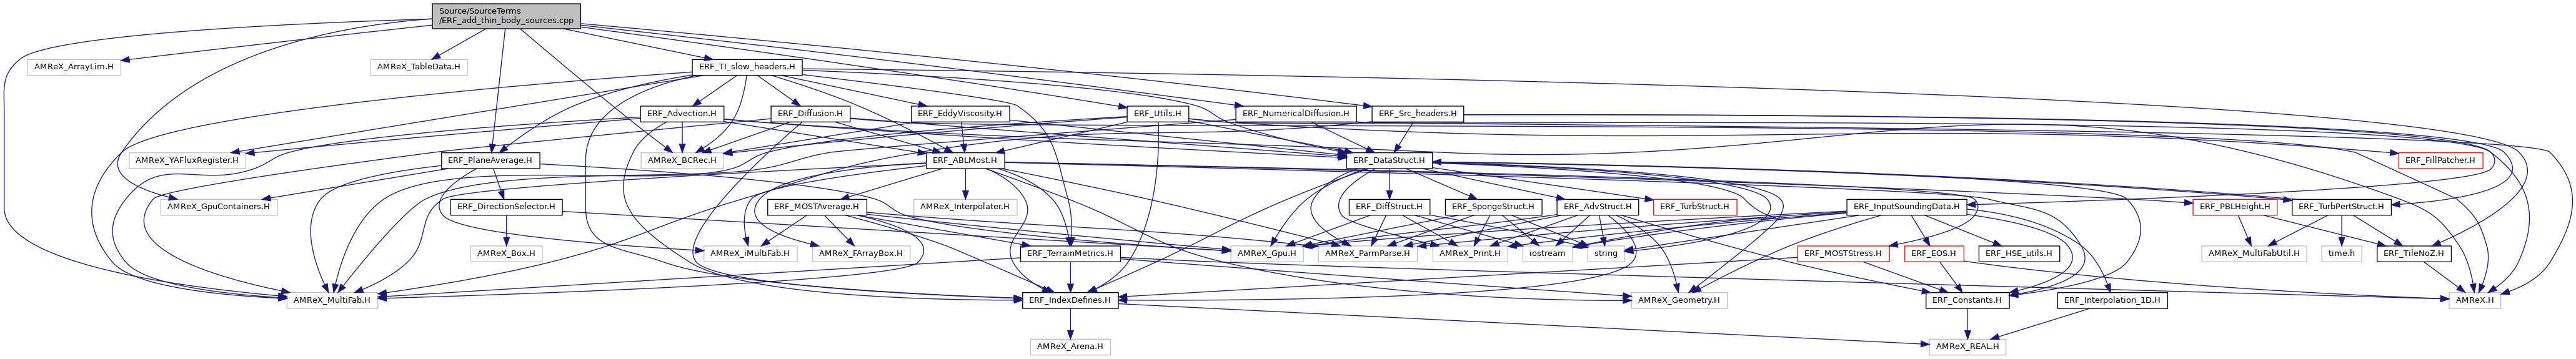 Source/SourceTerms
/ERF_add_thin_body_sources.cpp
AMReX_ArrayLim.H
AMReX_TableData.H
ERF_TI_slow_headers.H
ERF_Advection.H
ERF_Diffusion.H
ERF_EddyViscosity.H
ERF_Utils.H
ERF_NumericalDiffusion.H
ERF_Src_headers.H
AMReX_YAFluxRegister.H
ERF_PlaneAverage.H
AMReX_BCRec.H
ERF_ABLMost.H
ERF_DataStruct.H
ERF_FillPatcher.H
AMReX_GpuContainers.H
ERF_DirectionSelector.H
ERF_MOSTAverage.H
AMReX_Interpolater.H
ERF_DiffStruct.H
ERF_SpongeStruct.H
ERF_AdvStruct.H
ERF_TurbStruct.H
ERF_InputSoundingData.H
ERF_PBLHeight.H
ERF_TurbPertStruct.H
AMReX_Box.H
AMReX_iMultiFab.H
AMReX_FArrayBox.H
ERF_TerrainMetrics.H
AMReX_Gpu.H
AMReX_ParmParse.H
AMReX_Print.H
iostream
string
ERF_MOSTStress.H
ERF_EOS.H
ERF_HSE_utils.H
AMReX_MultiFabUtil.H
time.h
ERF_TileNoZ.H
AMReX_MultiFab.H
ERF_IndexDefines.H
AMReX_Geometry.H
ERF_Constants.H
ERF_Interpolation_1D.H
AMReX.H
AMReX_Arena.H
AMReX_REAL.H